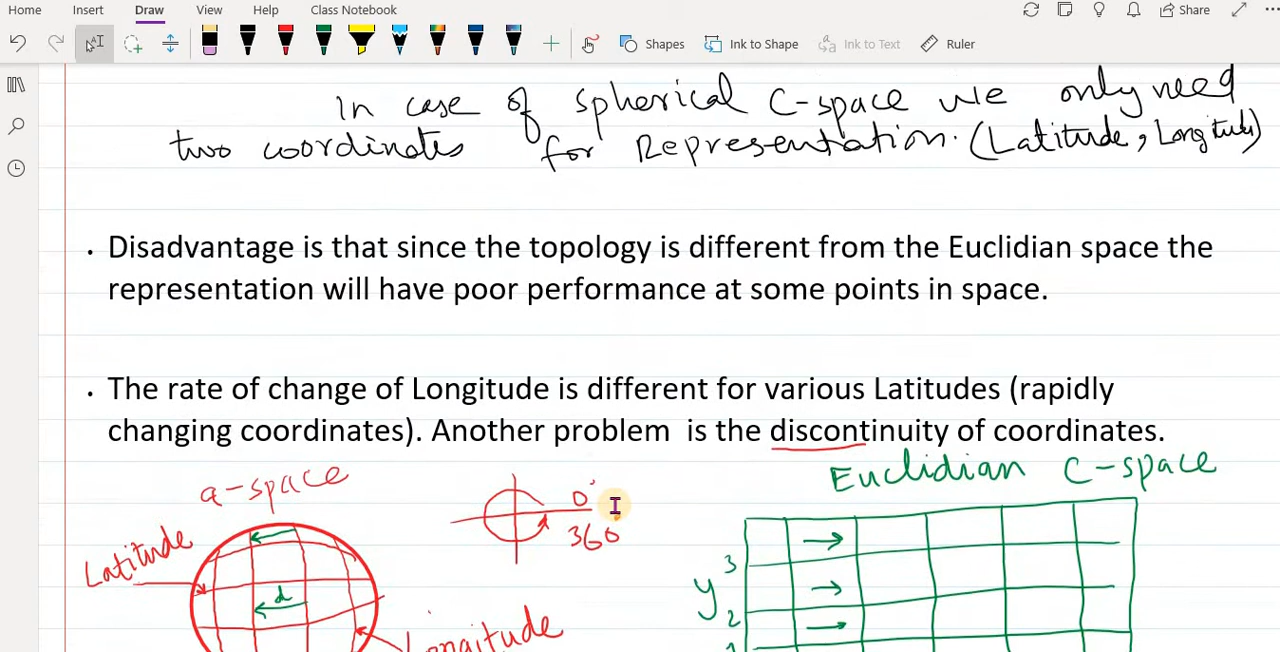 Home Insert Draw View Help Class Notebook Share
Shapes Ink to Shape Ink to Text Ruler
In case of spherical C-space we only need
two coordinates for Representation. (Latitude, Longitude)
. Disadvantage is that since the topology is different from the Euclidian space the
representation will have poor performance at some points in space.
. The rate of change of Longitude is different for various Latitudes (rapidly
changing coordinates). Another problem is the discontinuity of coordinates.
Euclidian C-space
a-space
0°
360
Latitude
d
Longitude
3
y
2